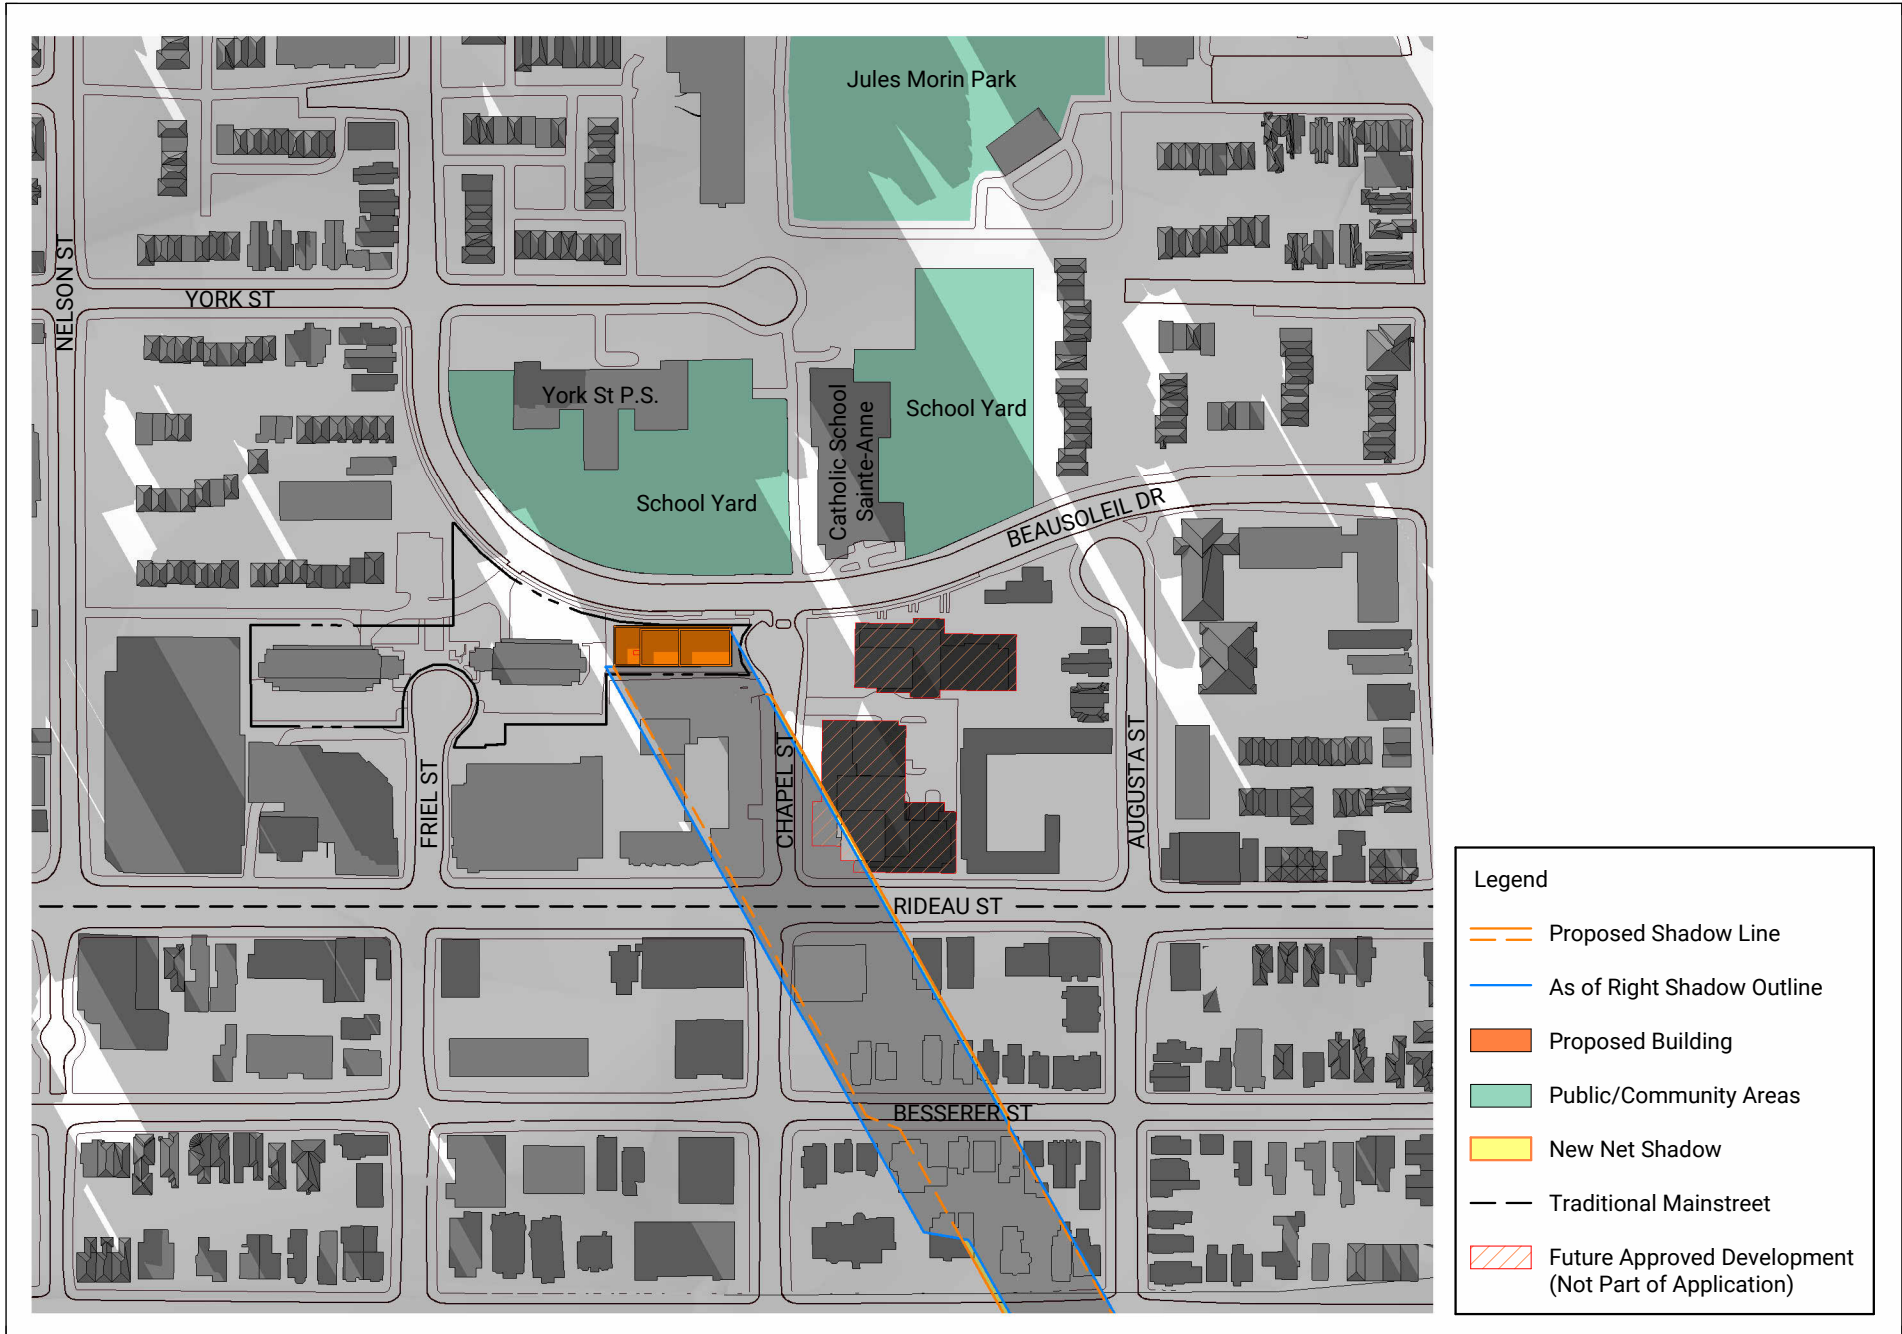 Jules Morin Park
NELSON ST
YORK ST
York St P.S.
Catholic School
Sainte-Anne
School Yard
School Yard
BEAUSOLEIL DR
FRIEL ST
CHAPEL ST
AUGUSTA ST
RIDEAU ST
BESSERER ST
Legend
Proposed Shadow Line
As of Right Shadow Outline
Proposed Building
Public/Community Areas
New Net Shadow
Traditional Mainstreet
Future Approved Development
(Not Part of Application)